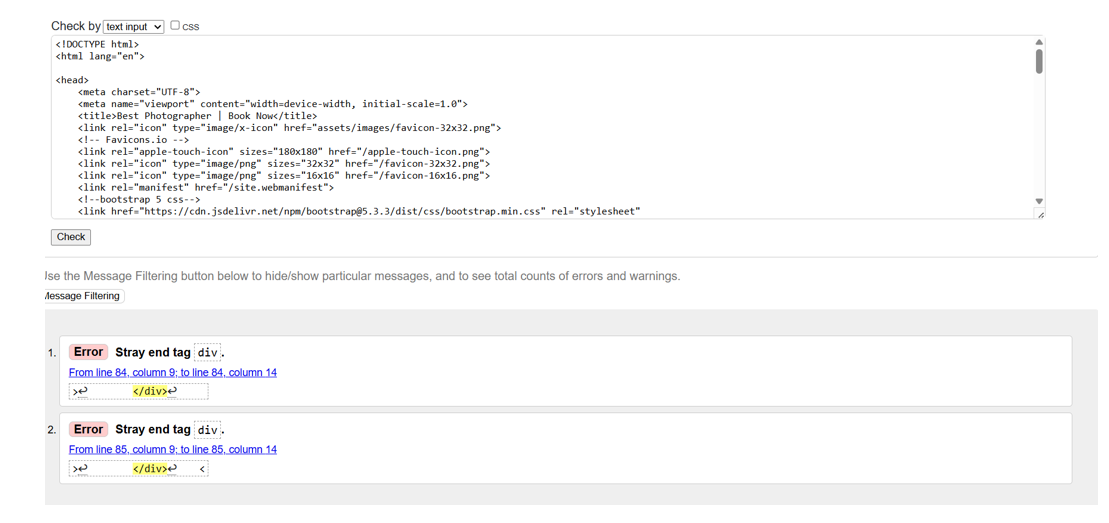 Check by text input css
<!DOCTYPE html>
<html lang="en">
<head>
<meta charset="UTF-8">
<meta name="viewport" content="width=device-width, initial-scale=1.0">
<title>Best Photographer | Book Now</title>
<link rel="icon" type="image/x-icon" href="assets/images/favicon-32x32.png">
<!-- Favicons.io -->
<link rel="apple-touch-icon" sizes="180x180" href="/apple-touch-icon.png">
<link rel="icon" type="image/png" sizes="32x32" href="/favicon-32x32.png">
<link rel="icon" type="image/png" sizes="16x16" href="/favicon-16x16.png">
<link rel="manifest" href="/site.webmanifest">
<!--bootstrap 5 css-->
<link href="https://cdn.jsdelivr.net/npm/bootstrap@5.3.3/dist/css/bootstrap.min.css" rel="stylesheet"
Check
Use the Message Filtering button below to hide/show particular messages, and to see total counts of errors and warnings.
Message Filtering
1. Error Stray end tag div.
From line 84, column 9; to line 84, column 14
>↩ </div>↩
2. Error Stray end tag div.
From line 85, column 9; to line 85, column 14
>↩ </div>↩ <